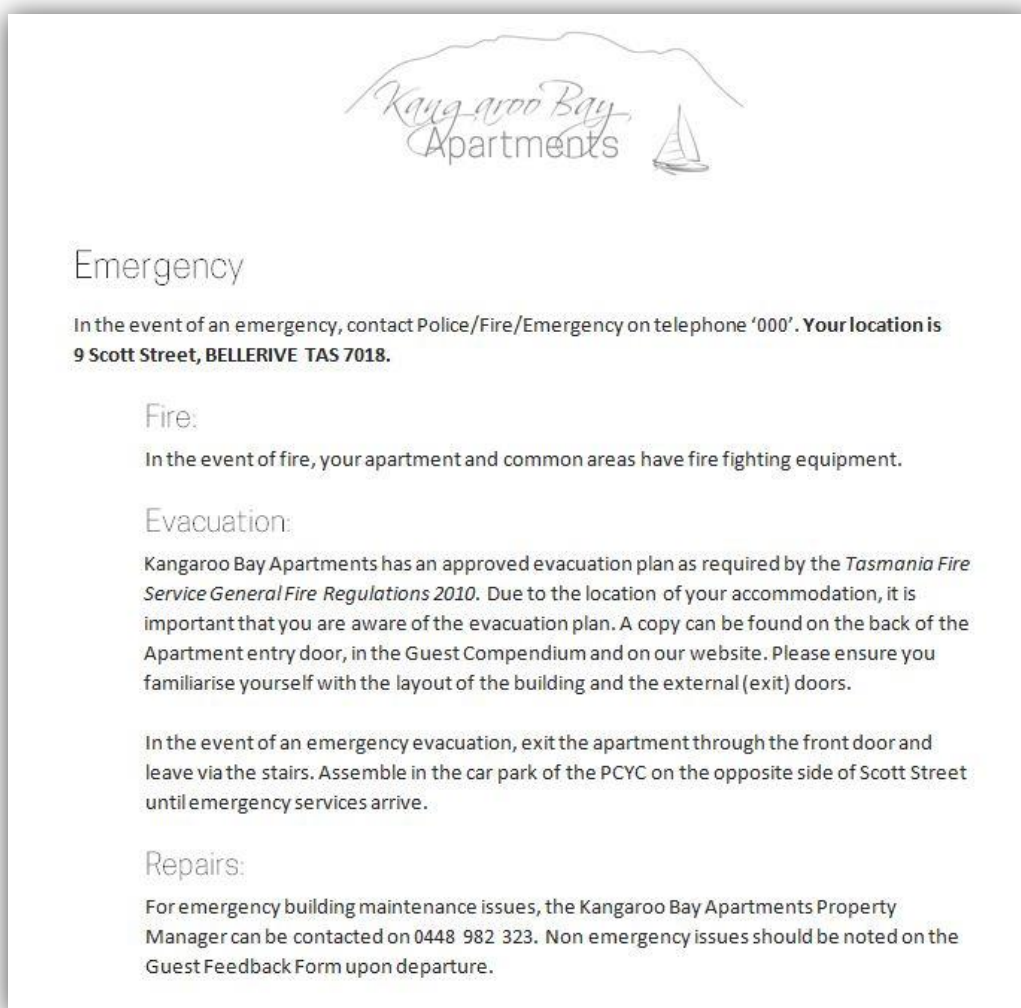 Kangaroo Bay
Apartments
Emergency
In the event of an emergency, contact Police/Fire/Emergency on telephone ‘000’. Your location is
9 Scott Street, BELLERIVE TAS 7018.
Fire:
In the event of fire, your apartment and common areas have fire fighting equipment.
Evacuation:
Kangaroo Bay Apartments has an approved evacuation plan as required by the Tasmania Fire
Service General Fire Regulations 2010. Due to the location of your accommodation, it is
important that you are aware of the evacuation plan. A copy can be found on the back of the
Apartment entry door, in the Guest Compendium and on our website. Please ensure you
familiarise yourself with the layout of the building and the external (exit) doors.
In the event of an emergency evacuation, exit the apartment through the front door and
leave via the stairs. Assemble in the car park of the PCYC on the opposite side of Scott Street
until emergency services arrive.
Repairs:
For emergency building maintenance issues, the Kangaroo Bay Apartments Property
Manager can be contacted on 0448 982 323. Non emergency issues should be noted on the
Guest Feedback Form upon departure.